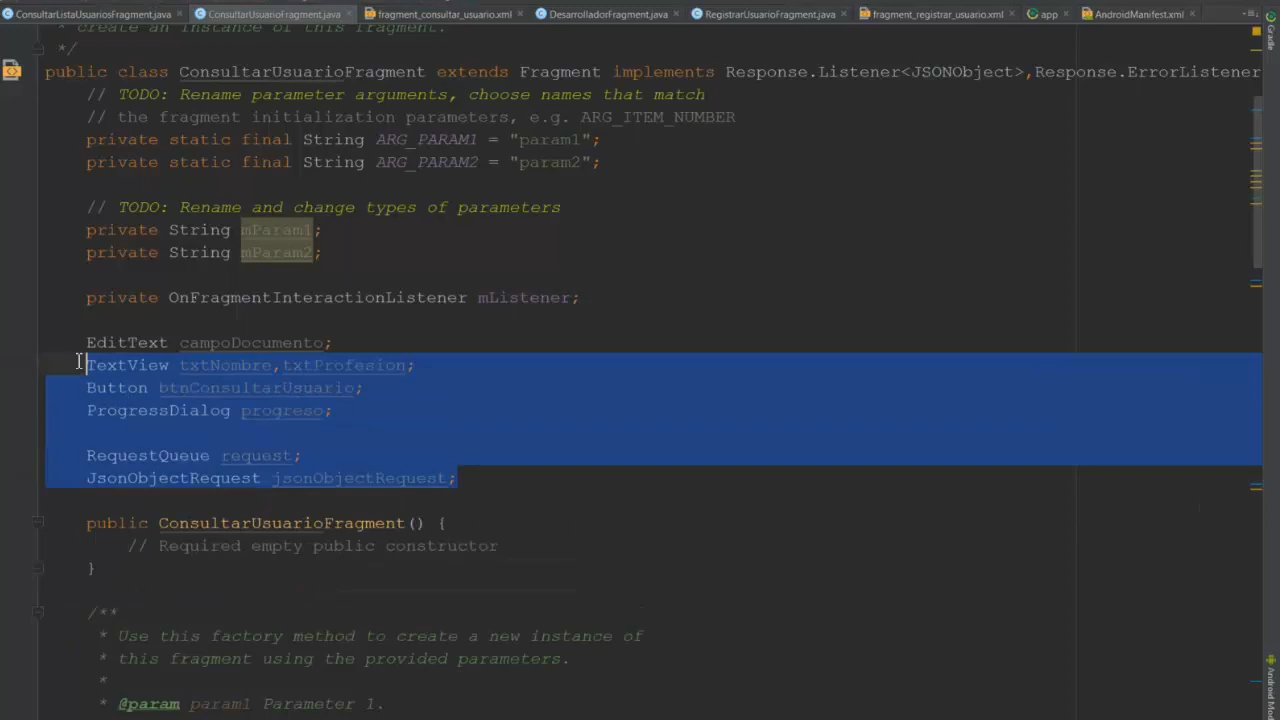 ConsultarListaUsuariosFragment.java × ConsultarUsuarioFragment.java × fragment_consultar_usuario.xml × DesarrolladorFragment.java × RegistrarUsuarioFragment.java × fragment_registrar_usuario.xml × app × AndroidManifest.xml ×
* create an instance of this fragment.
*/
public class ConsultarUsuarioFragment extends Fragment implements Response.Listener<JSONObject>,Response.ErrorListener
// TODO: Rename parameter arguments, choose names that match
// the fragment initialization parameters, e.g. ARG_ITEM_NUMBER
private static final String ARG_PARAM1 = "param1";
private static final String ARG_PARAM2 = "param2";
// TODO: Rename and change types of parameters
private String mParam1;
private String mParam2;
private OnFragmentInteractionListener mListener;
EditText campoDocumento;
TextView txtNombre,txtProfesion;
Button btnConsultarUsuario;
ProgressDialog progreso;
RequestQueue request;
JsonObjectRequest jsonObjectRequest;
public ConsultarUsuarioFragment() {
// Required empty public constructor
}
/**
* Use this factory method to create a new instance of
* this fragment using the provided parameters.
*
* @param param1 Parameter 1.
Gradle
Android Mod